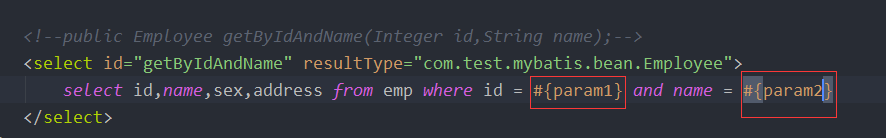 <!--public Employee getByIdAndName(Integer id,String name);-->
<select id="getByIdAndName" resultType="com.test.mybatis.bean.Employee">
select id,name,sex,address from emp where id = #{param1} and name = #{param2}
</select>